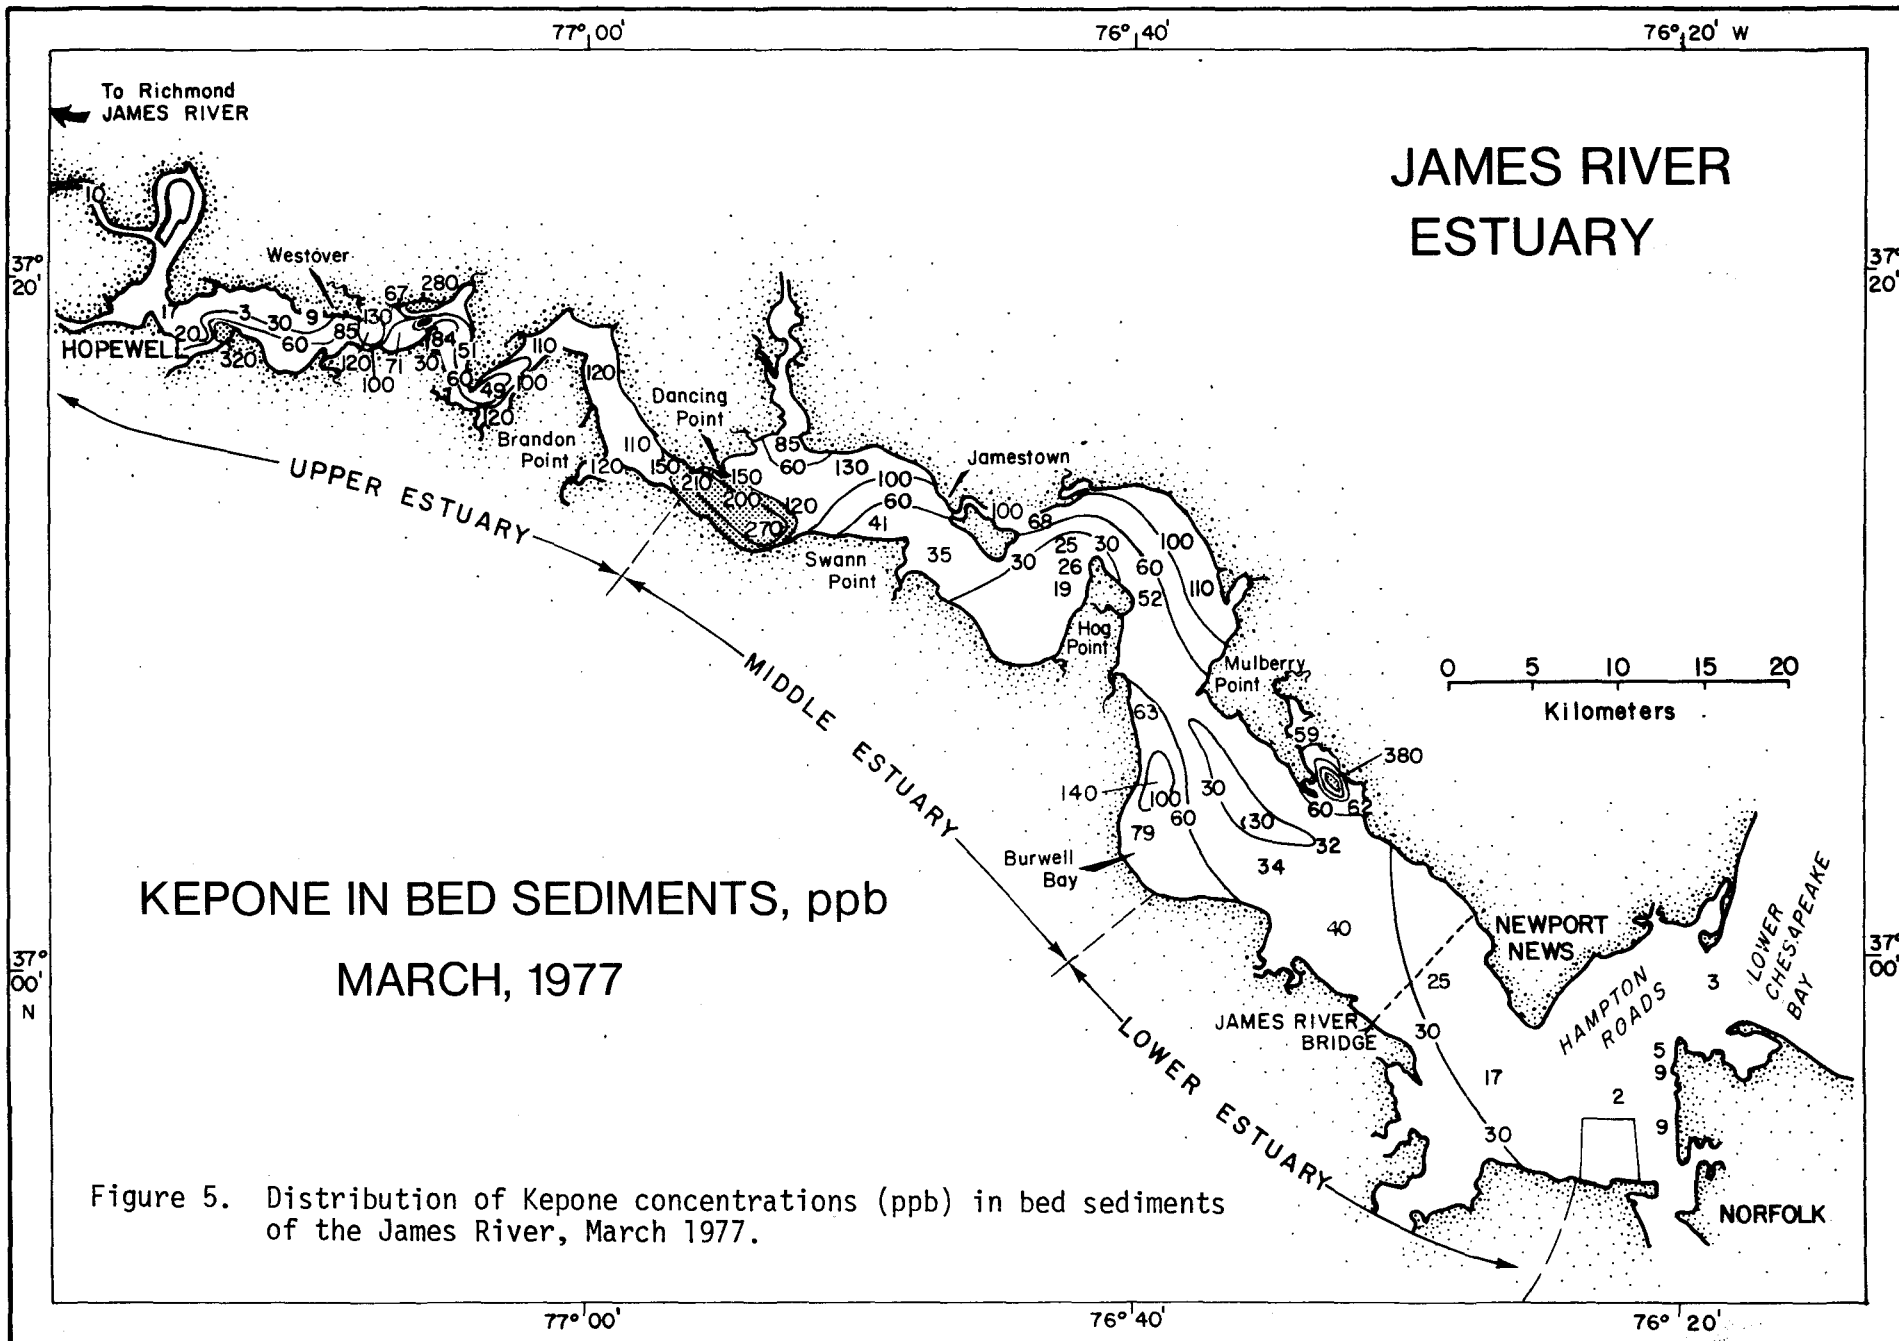 77° 00'
76° 40'
76° 20' W
To Richmond
JAMES RIVER
JAMES RIVER
ESTUARY
10
37°
20'
37°
20'
Westover
67
280
17
3
30
9
130
20
60
85
184
51
HOPEWELL
320
120
71
30
100
60
49
100
110
120
120
Dancing
Point
Brandon
Point
110
120
150
210
150
200
270
120
85
60
130
100
60
41
Jamestown
100
68
35
30
25
26
19
30
60
52
100
110
Swann
Point
Hog
Point
UPPER ESTUARY
MIDDLE ESTUARY
LOWER ESTUARY
Mulberry
Point
0 5 10 15 20
Kilometers
63
59
380
140
100
30
60
62
79
60
30
32
34
Burwell
Bay
40
KEPONE IN BED SEDIMENTS, ppb
MARCH, 1977
NEWPORT
NEWS
LOWER
CHESAPEAKE
BAY
37°
00'
N
37°
00'
25
3
HAMPTON
ROADS
JAMES RIVER
BRIDGE
30
5
9
17
2
9
30
NORFOLK
Figure 5. Distribution of Kepone concentrations (ppb) in bed sediments
of the James River, March 1977.
77° 00'
76° 40'
76° 20'